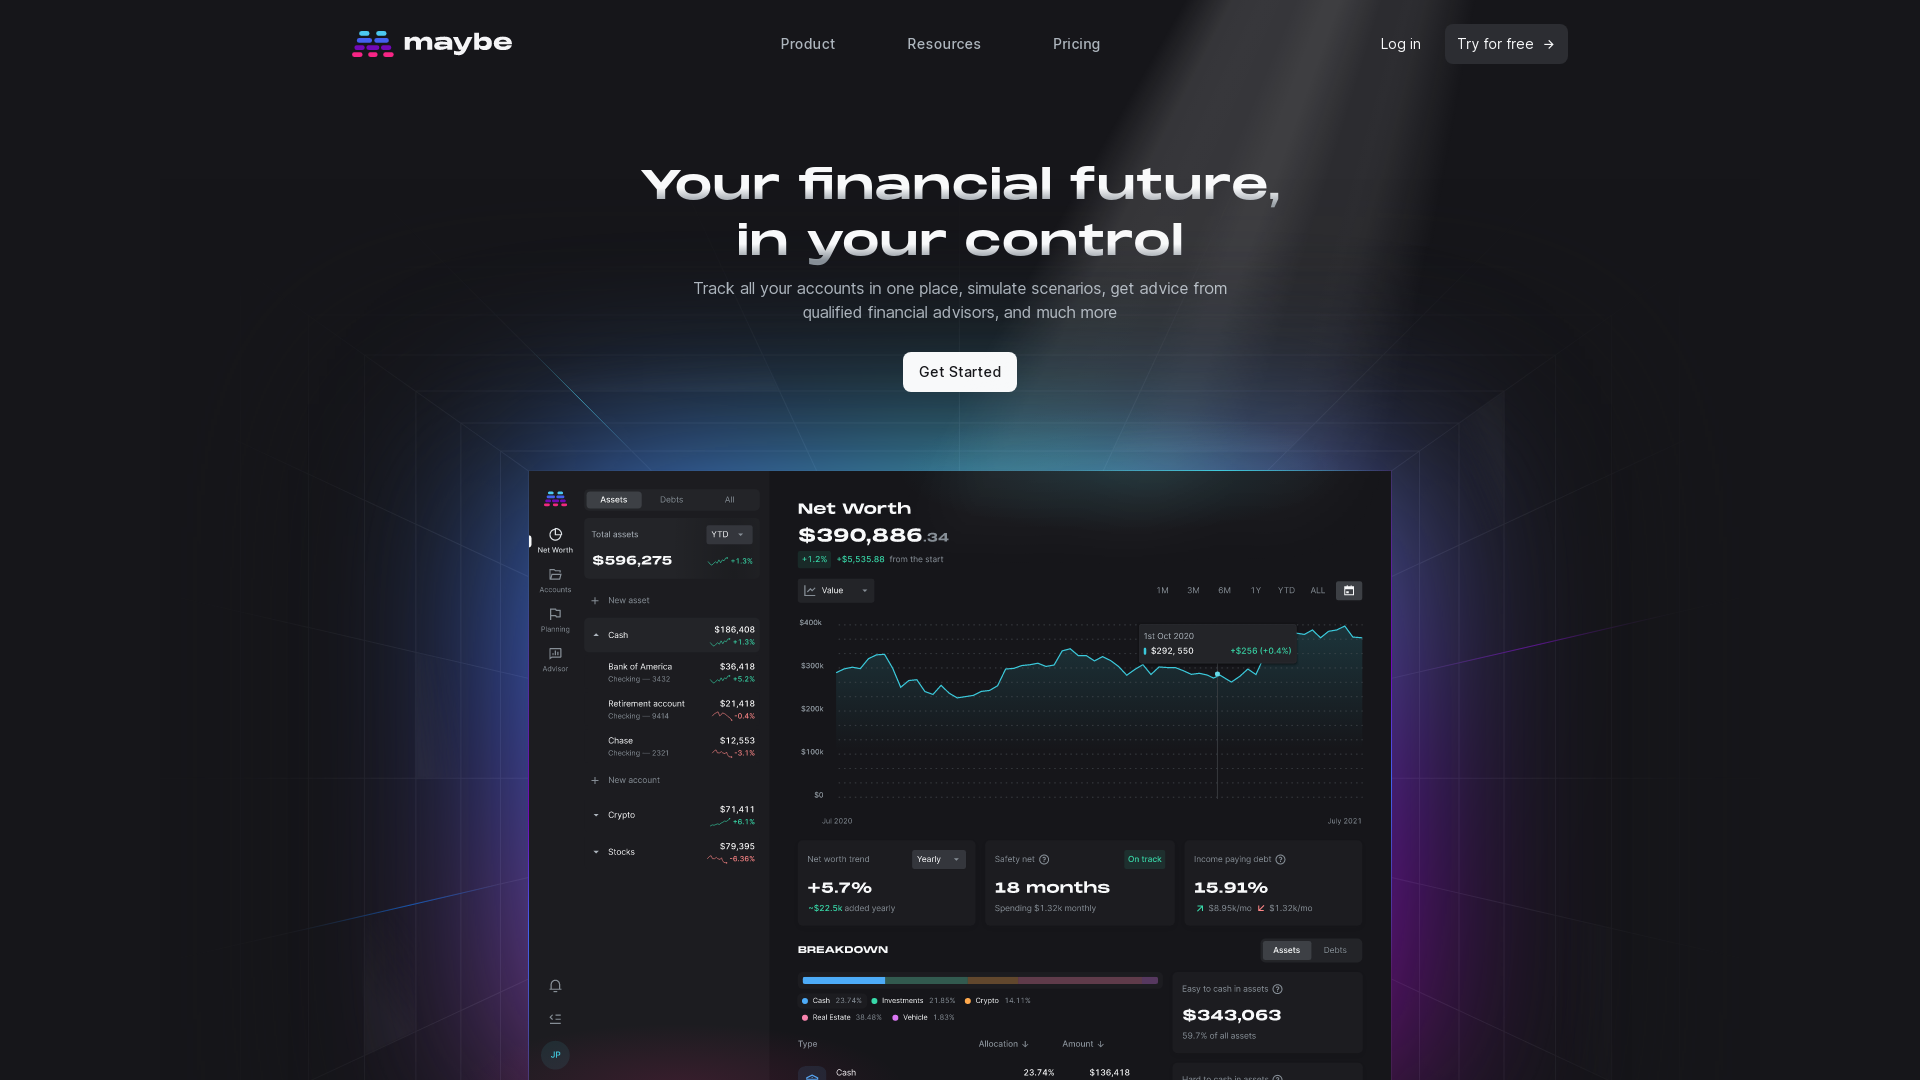 maybe
Product
Resources
Pricing
Log in
Try for free
Your financial future,
in your control
Track all your accounts in one place, simulate scenarios, get advice from
qualified financial advisors, and much more
Get Started
Net Worth
Accounts
Planning
Advisor
JP
Assets
Debts
All
Total assets
YTD
$596,275
+1.3%
New asset
Cash
$186,408
+1.3%
Bank of America
$36,418
Checking — 3432
+5.2%
Retirement account
$21,418
Checking — 9414
-0.4%
Chase
$12,553
Checking — 2321
-3.1%
New account
Crypto
$71,411
+6.1%
Stocks
$79,395
-6.36%
Net Worth
$390,886.34
+1.2% +$5,535.88 from the start
Value
1M
3M
6M
1Y
YTD
ALL
$400k
$300k
$200k
$100k
$0
1st Oct 2020
$292, 550
+$256 (+0.4%)
Jul 2020
July 2021
Net worth trend
Yearly
+5.7%
~$22.5k added yearly
Safety net
On track
18 months
Spending $1.32k monthly
Income paying debt
15.91%
$8.95k/mo
$1.32k/mo
BREAKDOWN
Assets
Debts
Cash 23.74%
Investments 21.85%
Crypto 14.11%
Real Estate 38.48%
Vehicle 1.83%
Type
Allocation
Amount
Cash
23.74%
$136,418
Easy to cash in assets
$343,063
59.7% of all assets
Hard to cash in assets